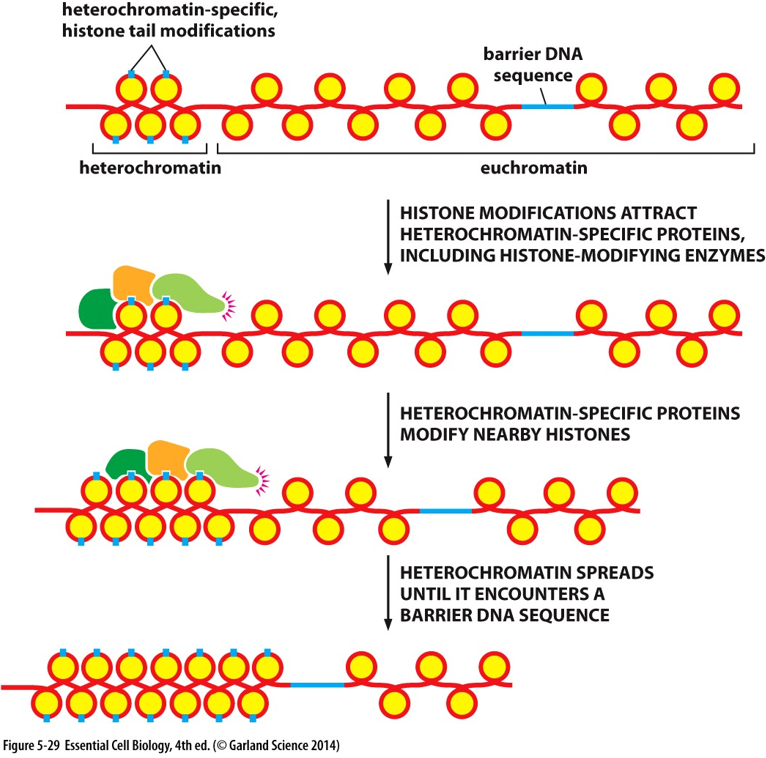 heterochromatin-specific,
histone tail modifications
barrier DNA
sequence
heterochromatin
euchromatin
HISTONE MODIFICATIONS ATTRACT
HETEROCHROMATIN-SPECIFIC PROTEINS,
INCLUDING HISTONE-MODIFYING ENZYMES
HETEROCHROMATIN-SPECIFIC PROTEINS
MODIFY NEARBY HISTONES
HETEROCHROMATIN SPREADS
UNTIL IT ENCOUNTERS A
BARRIER DNA SEQUENCE
Figure 5-29 Essential Cell Biology, 4th ed. (© Garland Science 2014)